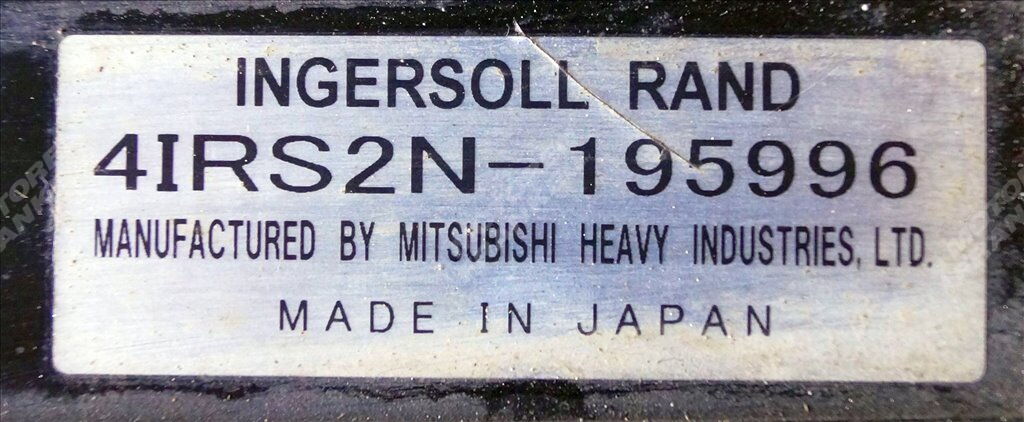 INGERSOLL RAND
4IRS2N-195996
MANUFACTURED BY MITSUBISHI HEAVY INDUSTRIES, LTD.
MADE IN JAPAN